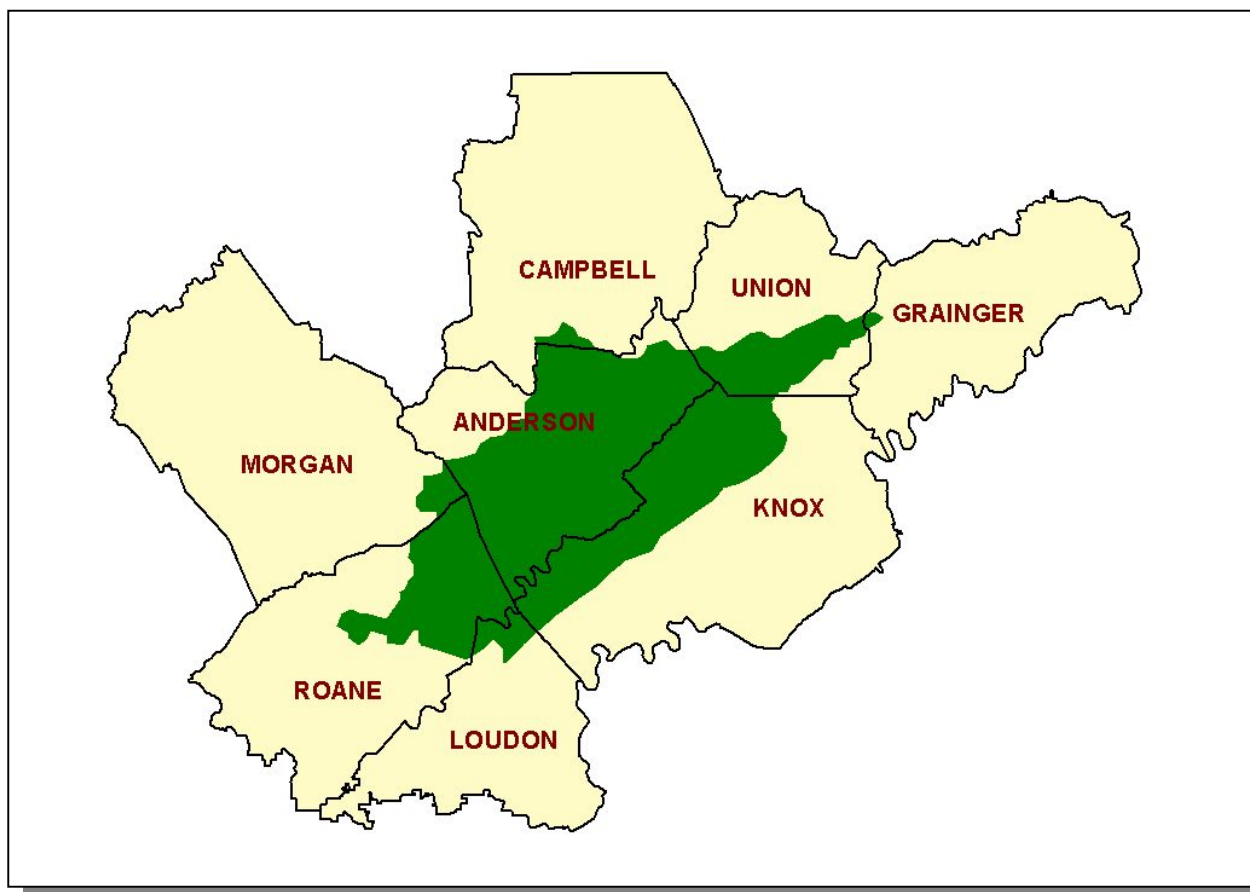 CAMPBELL
UNION
GRAINGER
ANDERSON
MORGAN
KNOX
ROANE
LOUDON